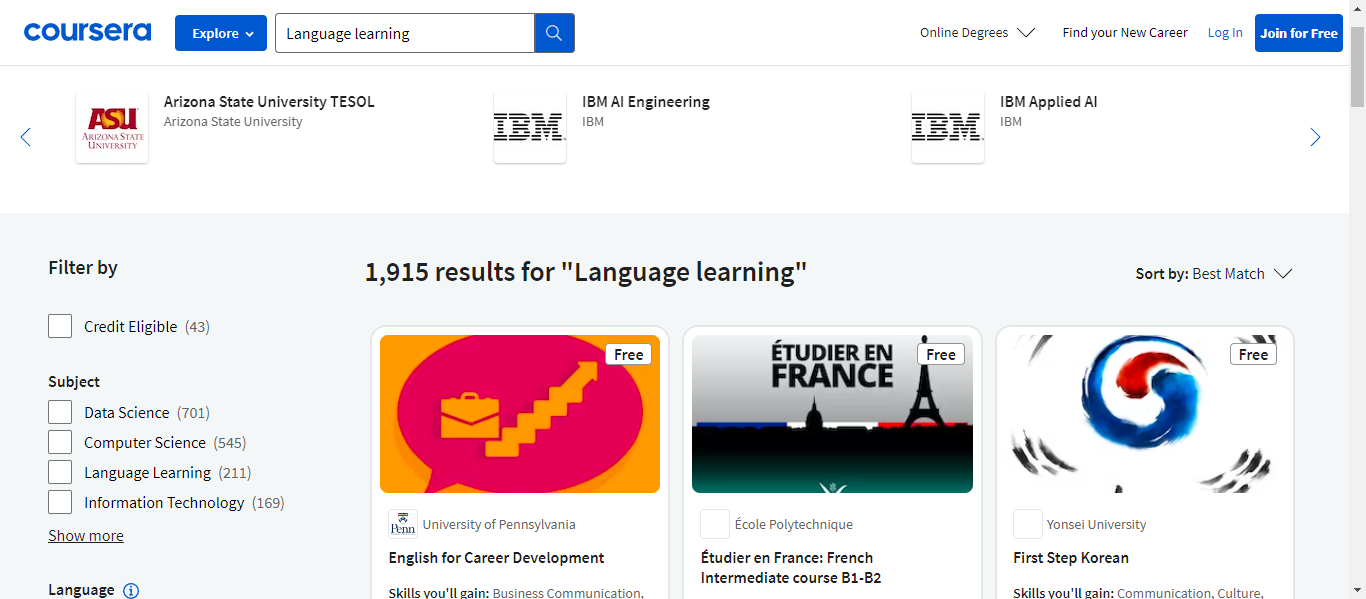 coursera
Explore
Language learning
Online Degrees
Find your New Career
Log In
Join for Free
ASU
ARIZONA STATE
UNIVERSITY
Arizona State University TESOL
Arizona State University
IBM
IBM AI Engineering
IBM
IBM
IBM Applied AI
IBM
Filter by
Credit Eligible (43)
Subject
Data Science (701)
Computer Science (545)
Language Learning (211)
Information Technology (169)
Show more
Language
1,915 results for "Language learning"
Sort by: Best Match
Free
Penn
University of Pennsylvania
English for Career Development
Skills you'll gain: Business Communication,
ÉTUDIER EN
FRANCE
Free
École Polytechnique
Étudier en France: French
Intermediate course B1-B2
Free
Yonsei University
First Step Korean
Skills you'll gain: Communication, Culture,